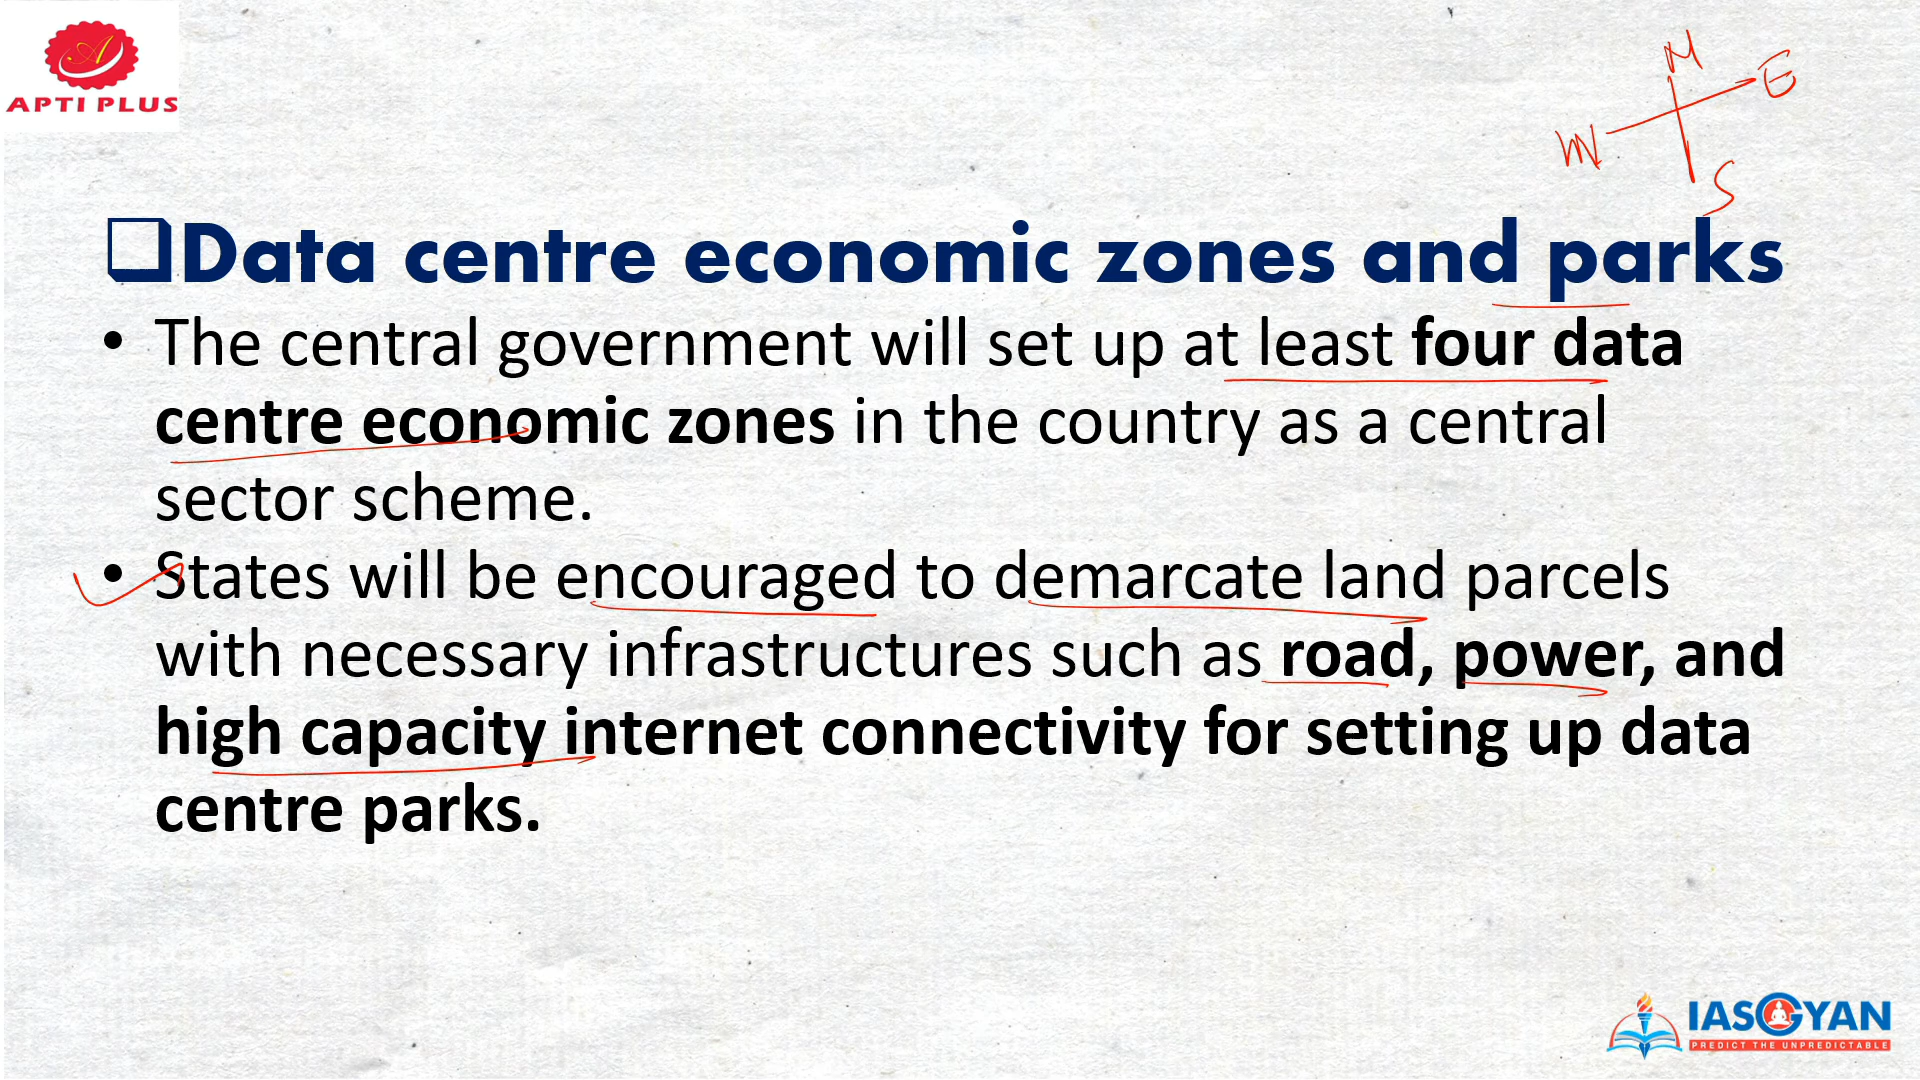 A
APTI PLUS
N
E
W
S
❑Data centre economic zones and parks
• The central government will set up at least four data
centre economic zones in the country as a central
sector scheme.
• States will be encouraged to demarcate land parcels
with necessary infrastructures such as road, power, and
high capacity internet connectivity for setting up data
centre parks.
IASGYAN
PREDICT THE UNPREDICTABLE